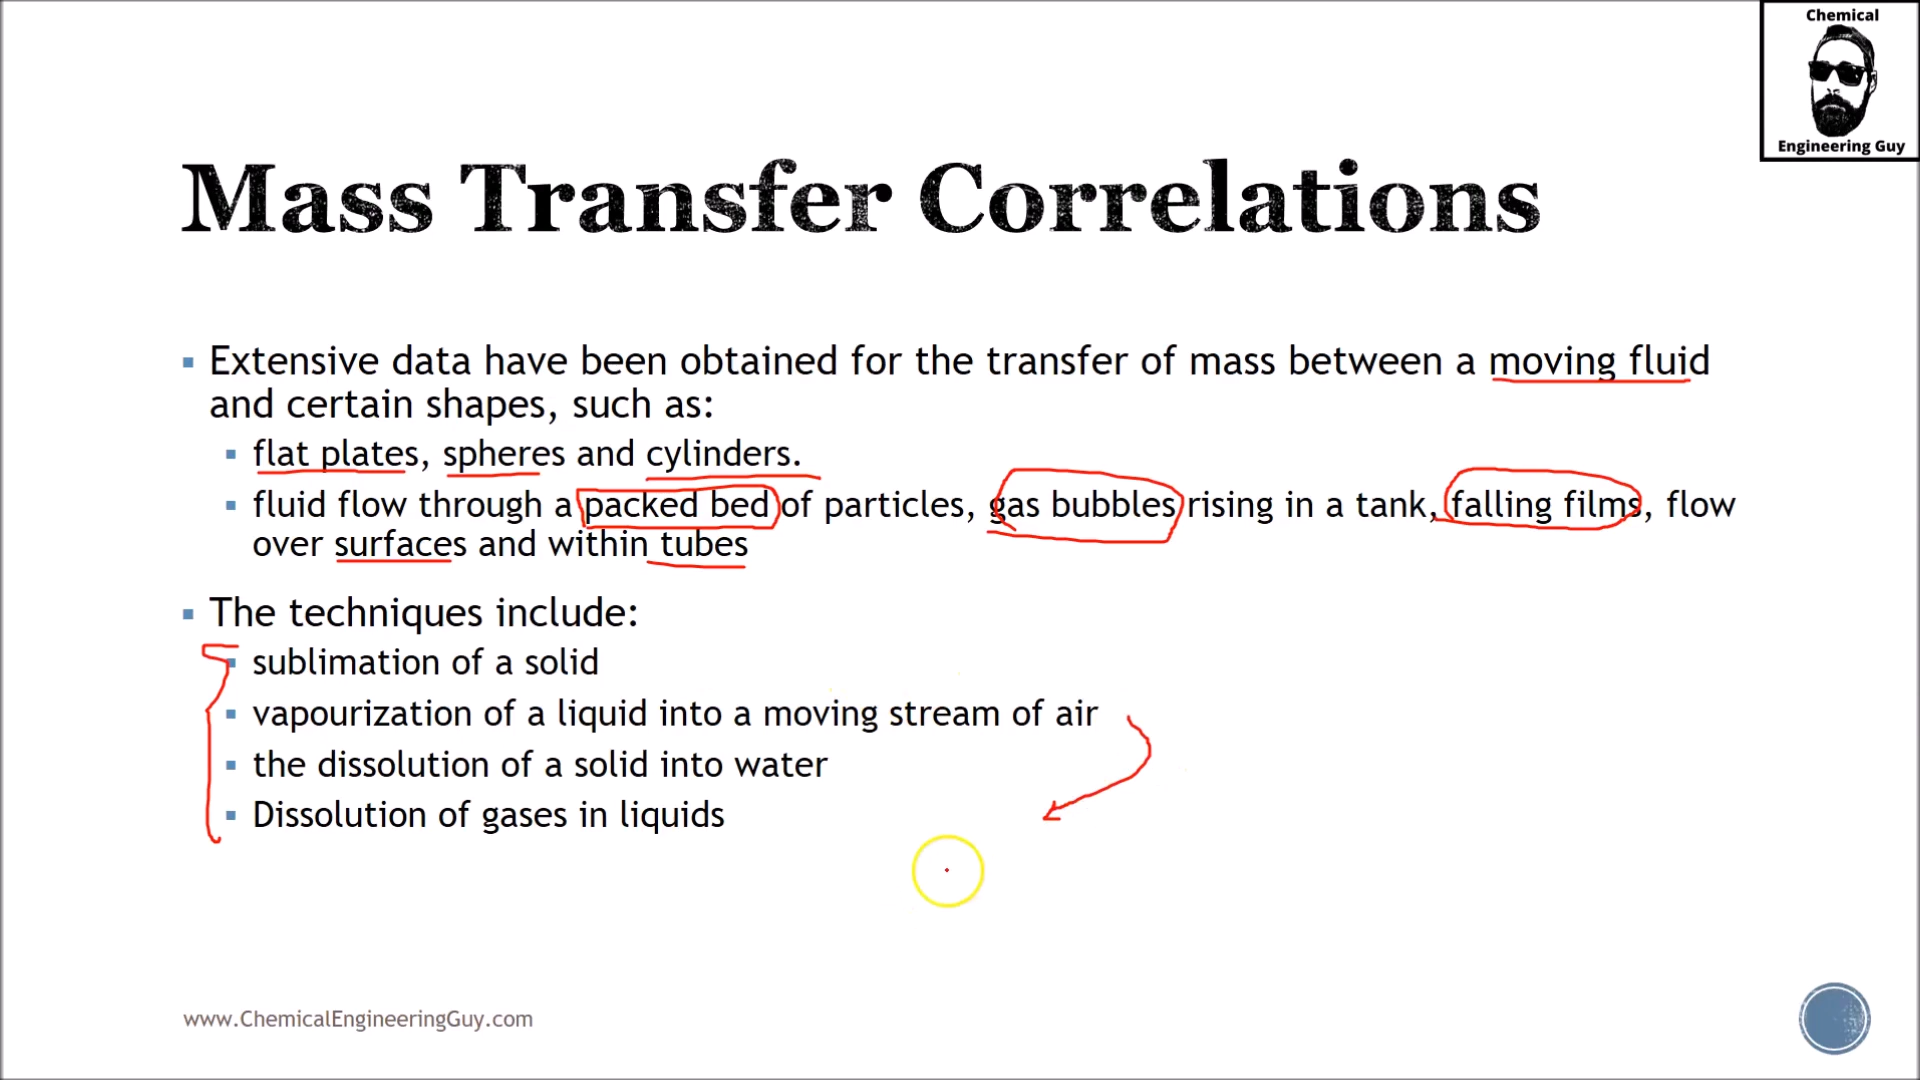 Chemical
Engineering Guy
Mass Transfer Correlations
Extensive data have been obtained for the transfer of mass between a moving fluid
and certain shapes, such as:
flat plates, spheres and cylinders.
fluid flow through a packed bed of particles, gas bubbles rising in a tank, falling films, flow
over surfaces and within tubes
The techniques include:
sublimation of a solid
vapourization of a liquid into a moving stream of air
the dissolution of a solid into water
Dissolution of gases in liquids
www.ChemicalEngineeringGuy.com